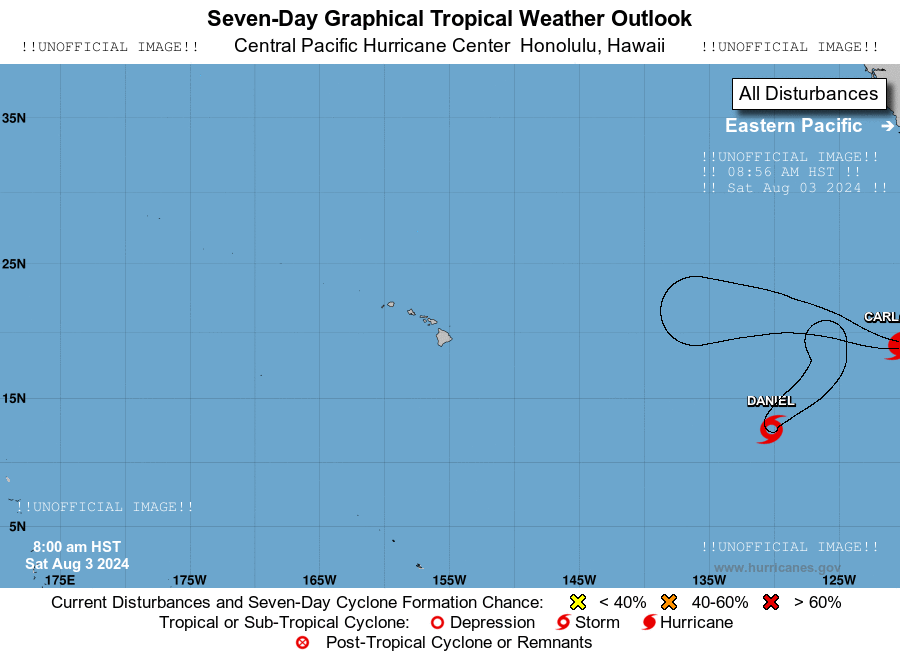 Seven-Day Graphical Tropical Weather Outlook
!!UNOFFICIAL IMAGE!! Central Pacific Hurricane Center Honolulu, Hawaii !!UNOFFICIAL IMAGE!!
All Disturbances
35N
Eastern Pacific ➔
!!UNOFFICIAL IMAGE!!
!! 08:56 AM HST !!
!! Sat Aug 03 2024 !!
25N
CARL
15N
DANIEL
!!UNOFFICIAL IMAGE!!
5N
8:00 am HST
Sat Aug 3 2024
!!UNOFFICIAL IMAGE!!
www.hurricanes.gov
175E 175W 165W 155W 145W 135W 125W
Current Disturbances and Seven-Day Cyclone Formation Chance: < 40% 40-60% > 60%
Tropical or Sub-Tropical Cyclone: Depression Storm Hurricane
Post-Tropical Cyclone or Remnants